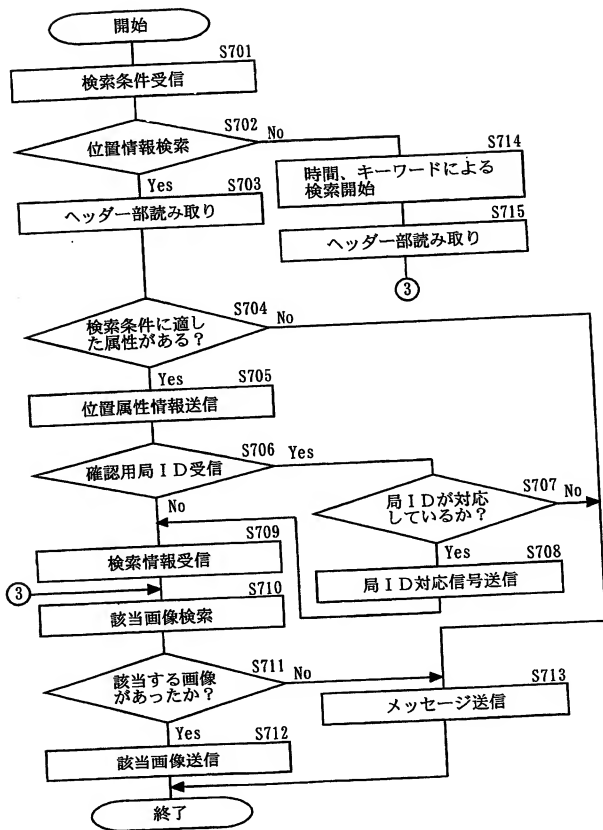 開始
S701
検索条件受信
S702
位置情報検索
No
Yes
S703
ヘッダー部読み取り
S714
時間、キーワードによる
検索開始
S715
ヘッダー部読み取り
③
S704
検索条件に適し
た属性がある?
No
Yes
S705
位置属性情報送信
S706
確認用局ID受信
Yes
No
S707
局IDが対応
しているか?
No
Yes
S708
局ID対応信号送信
S709
検索情報受信
③
S710
該当画像検索
S711
該当する画像
があったか?
No
Yes
S712
該当画像送信
S713
メッセージ送信
終了